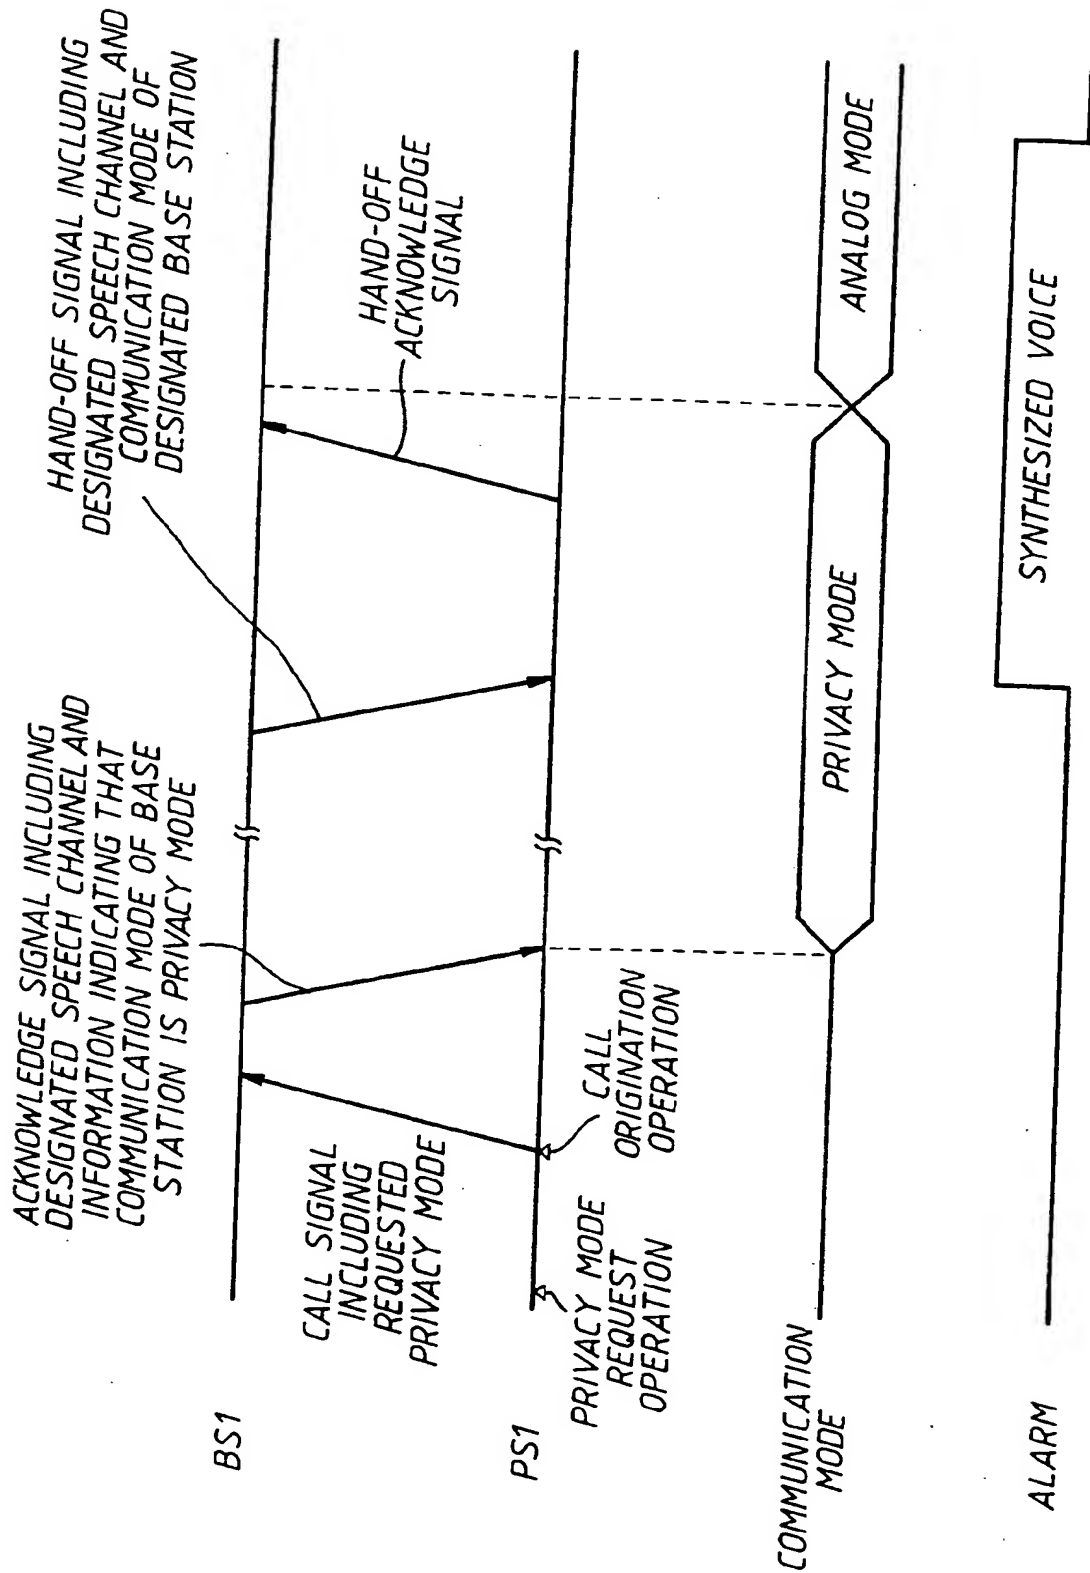 ACKNOWLEDGE SIGNAL INCLUDING
DESIGNATED SPEECH CHANNEL AND
INFORMATION INDICATING THAT
COMMUNICATION MODE OF BASE
STATION IS PRIVACY MODE
HAND-OFF SIGNAL INCLUDING
DESIGNATED SPEECH CHANNEL AND
COMMUNICATION MODE OF
DESIGNATED BASE STATION
BS1
CALL SIGNAL
INCLUDING
REQUESTED
PRIVACY MODE
HAND-OFF
ACKNOWLEDGE
SIGNAL
PS1
PRIVACY MODE
REQUEST
OPERATION
CALL
ORIGINATION
OPERATION
COMMUNICATION
MODE
PRIVACY MODE
ANALOG MODE
ALARM
SYNTHESIZED VOICE